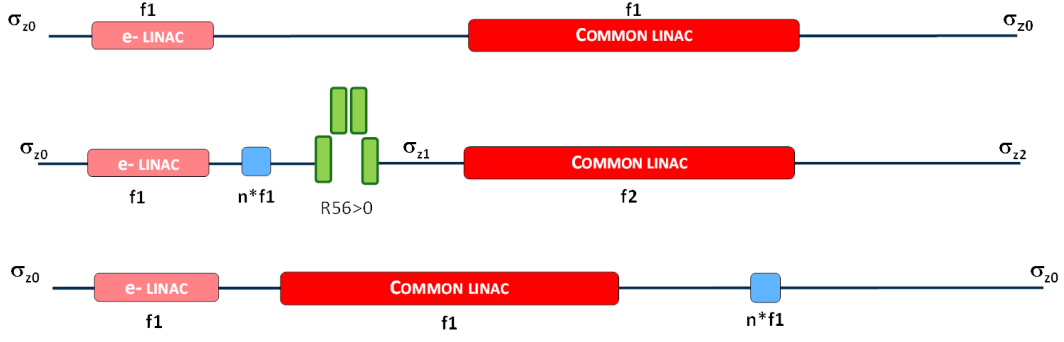 f1 f1
σz0 e- LINAC COMMON LINAC σz0
σz0 e- LINAC σz1 COMMON LINAC σz2
f1 n*f1 f2
R56>0
σz0 e- LINAC COMMON LINAC σz0
f1 f1 n*f1